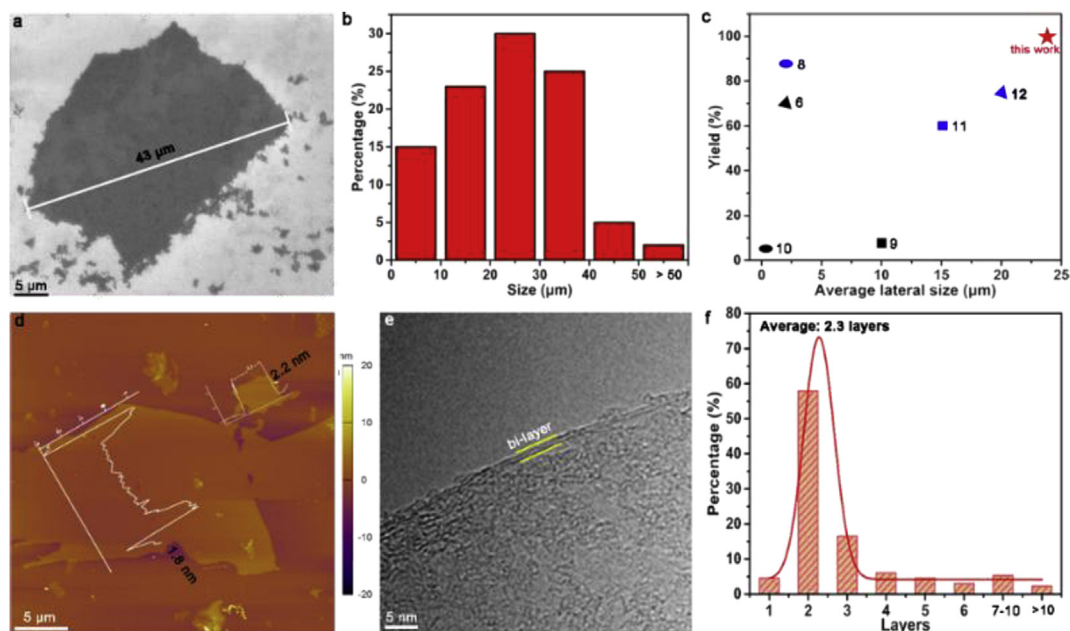 a
43 µm
5 µm
b
Percentage (%)
30
25
20
15
10
5
0
0 10 20 30 40 50 > 50
Size (µm)
c
Yield (%)
100
80
60
40
20
0
this work
8
6
12
11
10
9
0 5 10 15 20 25
Average lateral size (µm)
d
2.2 nm
1.8 nm
5 µm
nm
20
10
0
-10
-20
e
bi-layer
5 nm
f
Average: 2.3 layers
Percentage (%)
80
70
60
50
40
30
20
10
0
1 2 3 4 5 6 7-10 >10
Layers